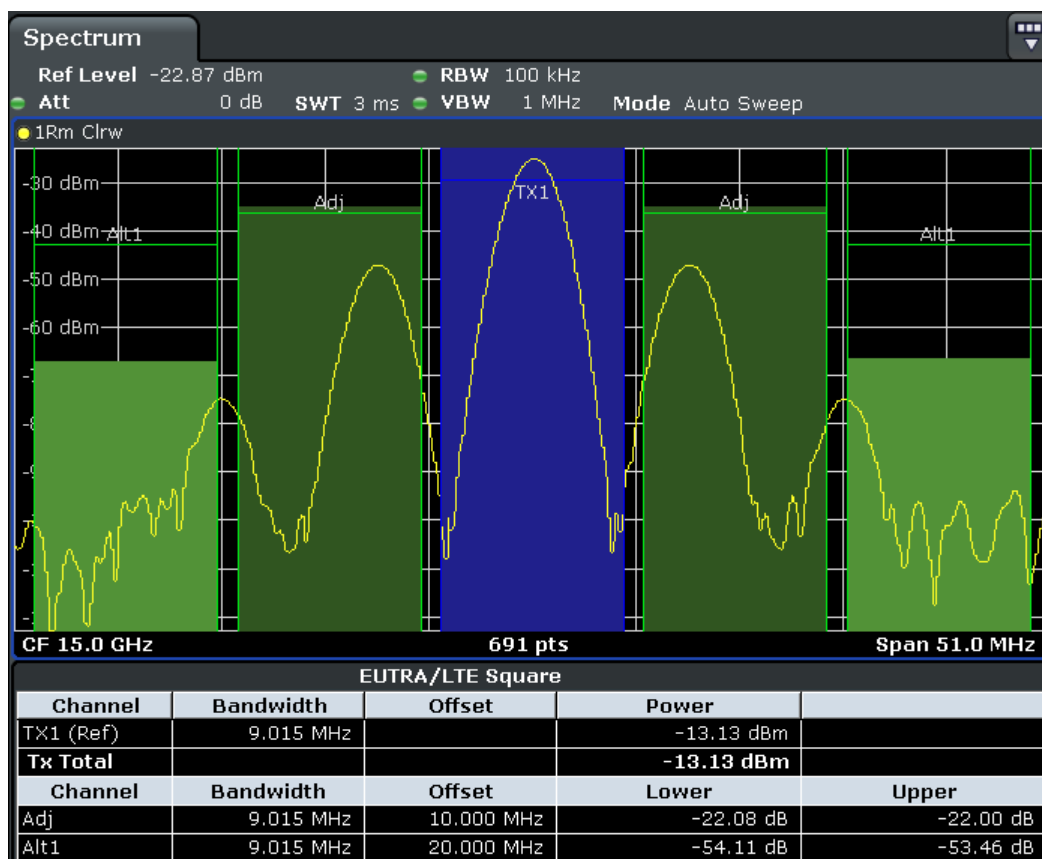 Spectrum
Ref Level -22.87 dBm RBW 100 kHz
Att 0 dB SWT 3 ms VBW 1 MHz Mode Auto Sweep
1Rm Clrw
-30 dBm
Adj TX1 Adj
-40 dBm Alt1 Alt1
-50 dBm
-60 dBm
CF 15.0 GHz 691 pts Span 51.0 MHz
EUTRA/LTE Square
Channel Bandwidth Offset Power
TX1 (Ref) 9.015 MHz -13.13 dBm
Tx Total -13.13 dBm
Channel Bandwidth Offset Lower Upper
Adj 9.015 MHz 10.000 MHz -22.08 dB -22.00 dB
Alt1 9.015 MHz 20.000 MHz -54.11 dB -53.46 dB